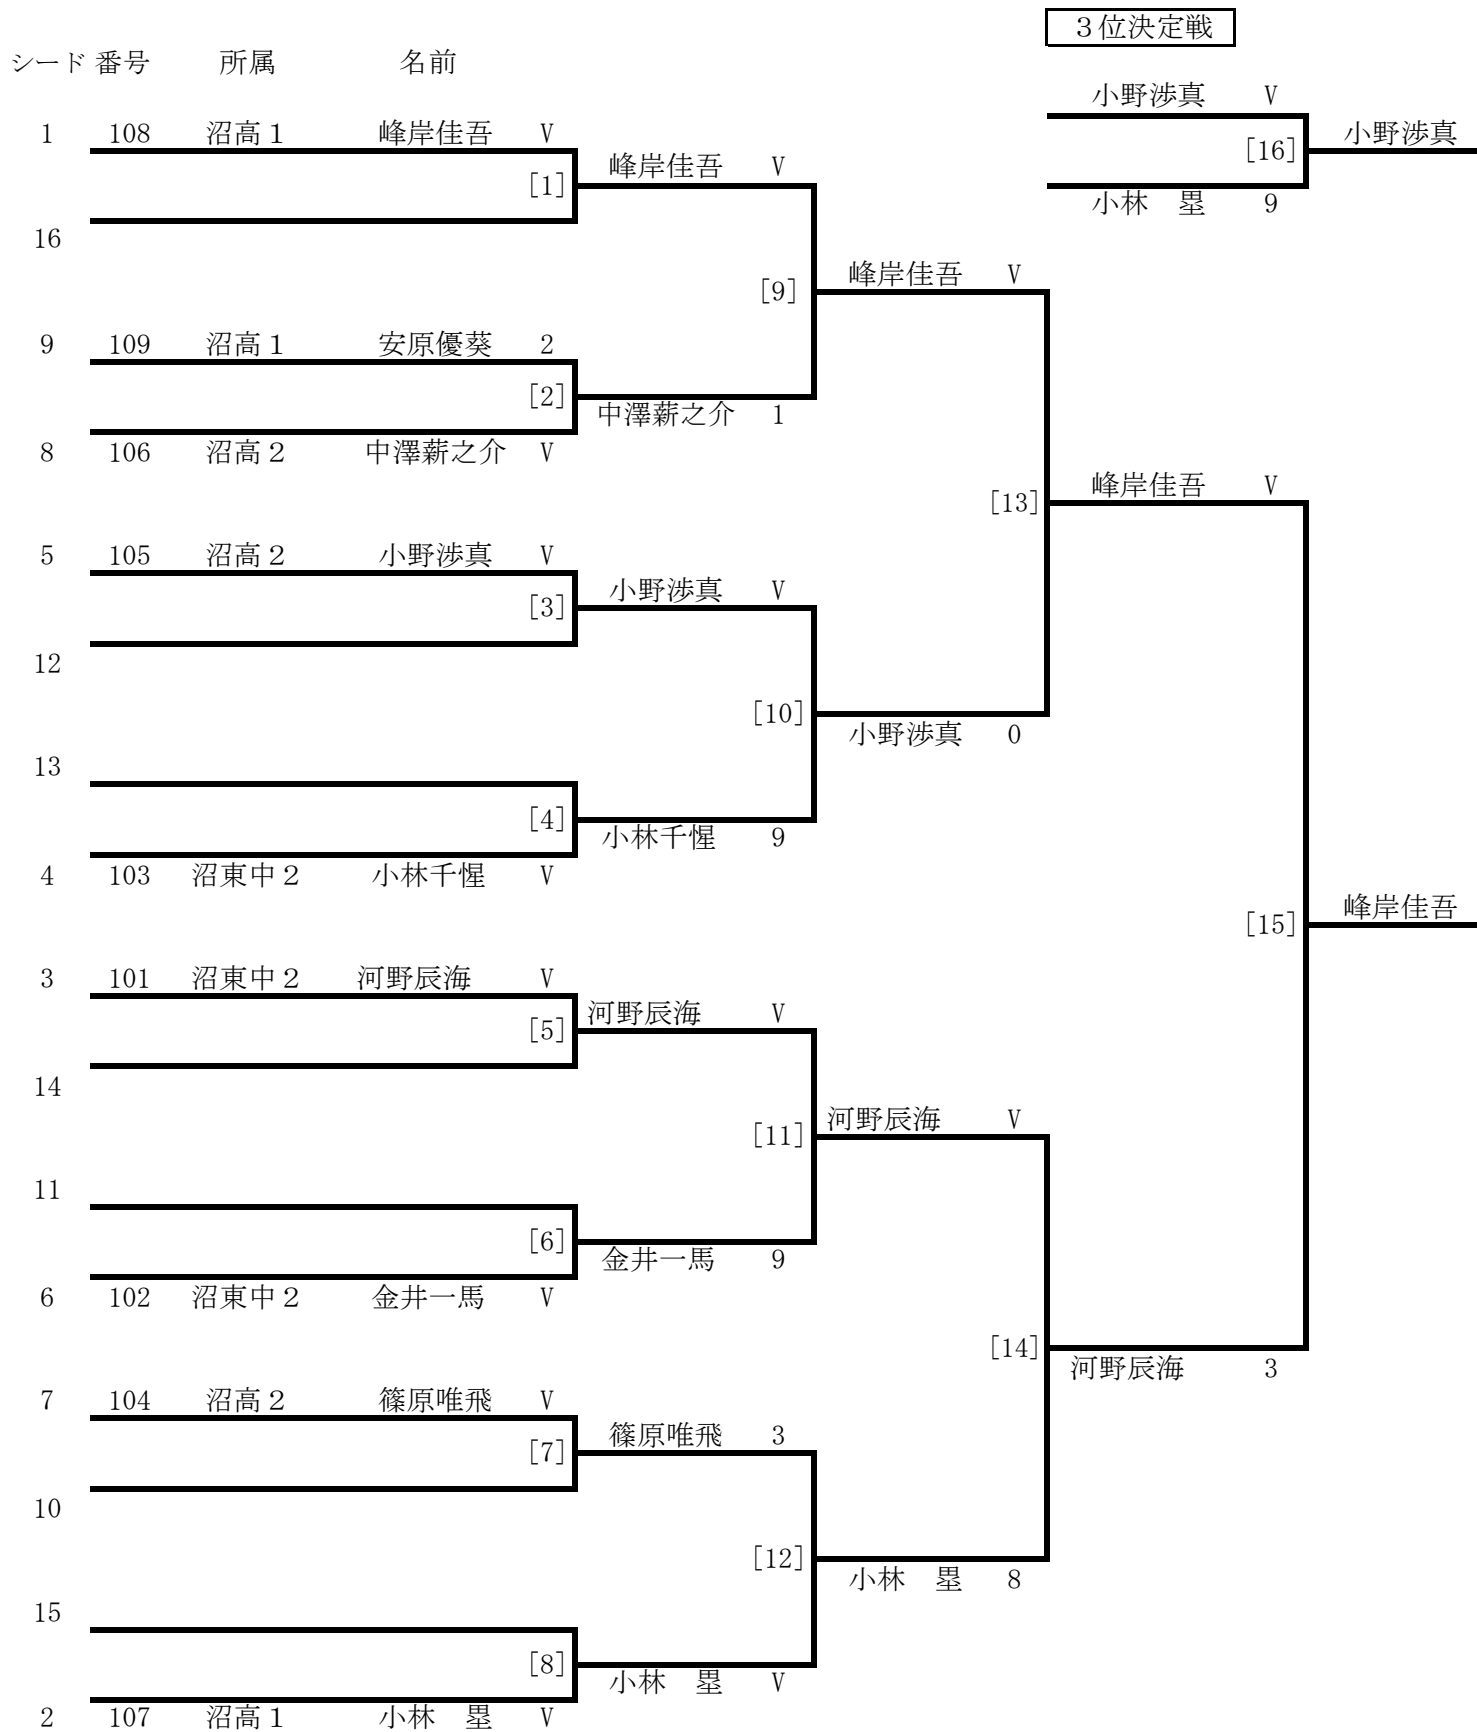 ３位決定戦
シード 番号 所属 名前
小野渉真 V
1 108 沼高１ 峰岸佳吾 V
[16] 小野渉真
[1] 峰岸佳吾 V
小林　塁 9
16
[9] 峰岸佳吾 V
9 109 沼高１ 安原優葵 2
[2] 中澤薪之介 1
8 106 沼高２ 中澤薪之介 V
[13] 峰岸佳吾 V
5 105 沼高２ 小野渉真 V
[3] 小野渉真 V
12
[10] 小野渉真 0
13
[4] 小林千惺 9
4 103 沼東中２ 小林千惺 V
[15] 峰岸佳吾
3 101 沼東中２ 河野辰海 V
[5] 河野辰海 V
14
[11] 河野辰海 V
11
[6] 金井一馬 9
6 102 沼東中２ 金井一馬 V
[14] 河野辰海 3
7 104 沼高２ 篠原唯飛 V
[7] 篠原唯飛 3
10
[12] 小林　塁 8
15
[8] 小林　塁 V
2 107 沼高１ 小林　塁 V